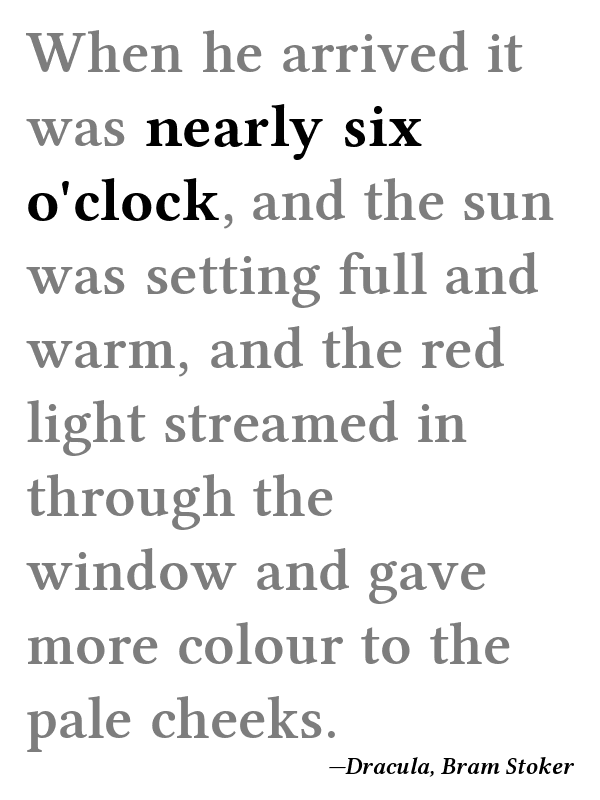 When he arrived it
was nearly six
o'clock, and the sun
was setting full and
warm, and the red
light streamed in
through the
window and gave
more colour to the
pale cheeks.
—Dracula, Bram Stoker